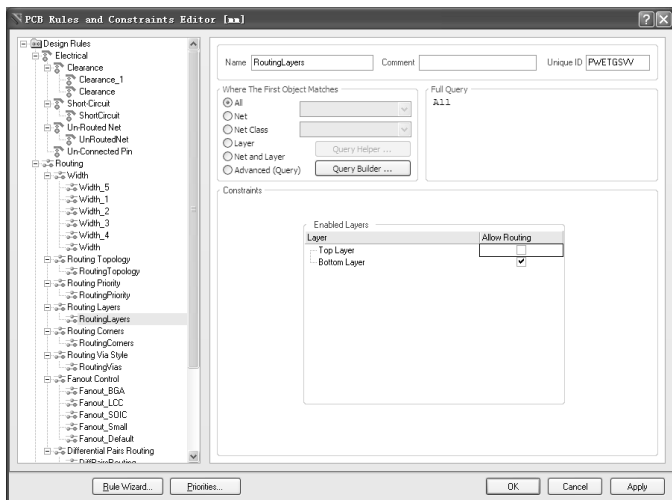 PCB Rules and Constraints Editor [mm]
Design Rules
Electrical
Clearance
Clearance_1
Clearance
Short-Circuit
ShortCircuit
Un-Routed Net
UnRoutedNet
Un-Connected Pin
Routing
Width
Width_5
Width_1
Width_2
Width_3
Width_4
Width
Routing Topology
RoutingTopology
Routing Priority
RoutingPriority
Routing Layers
RoutingLayers
Routing Corners
RoutingCorners
Routing Via Style
RoutingVias
Fanout Control
Fanout_BGA
Fanout_LCC
Fanout_SOIC
Fanout_Small
Fanout_Default
Differential Pairs Routing
DiffPairsRouting
Name RoutingLayers Comment Unique ID PWETGSVV
Where The First Object Matches
All
Net
Net Class
Layer
Net and Layer
Advanced (Query)
Query Helper ...
Query Builder ...
Full Query
All
Constraints
Enabled Layers
Layer Allow Routing
Top Layer
Bottom Layer
Rule Wizard... Priorities... OK Cancel Apply